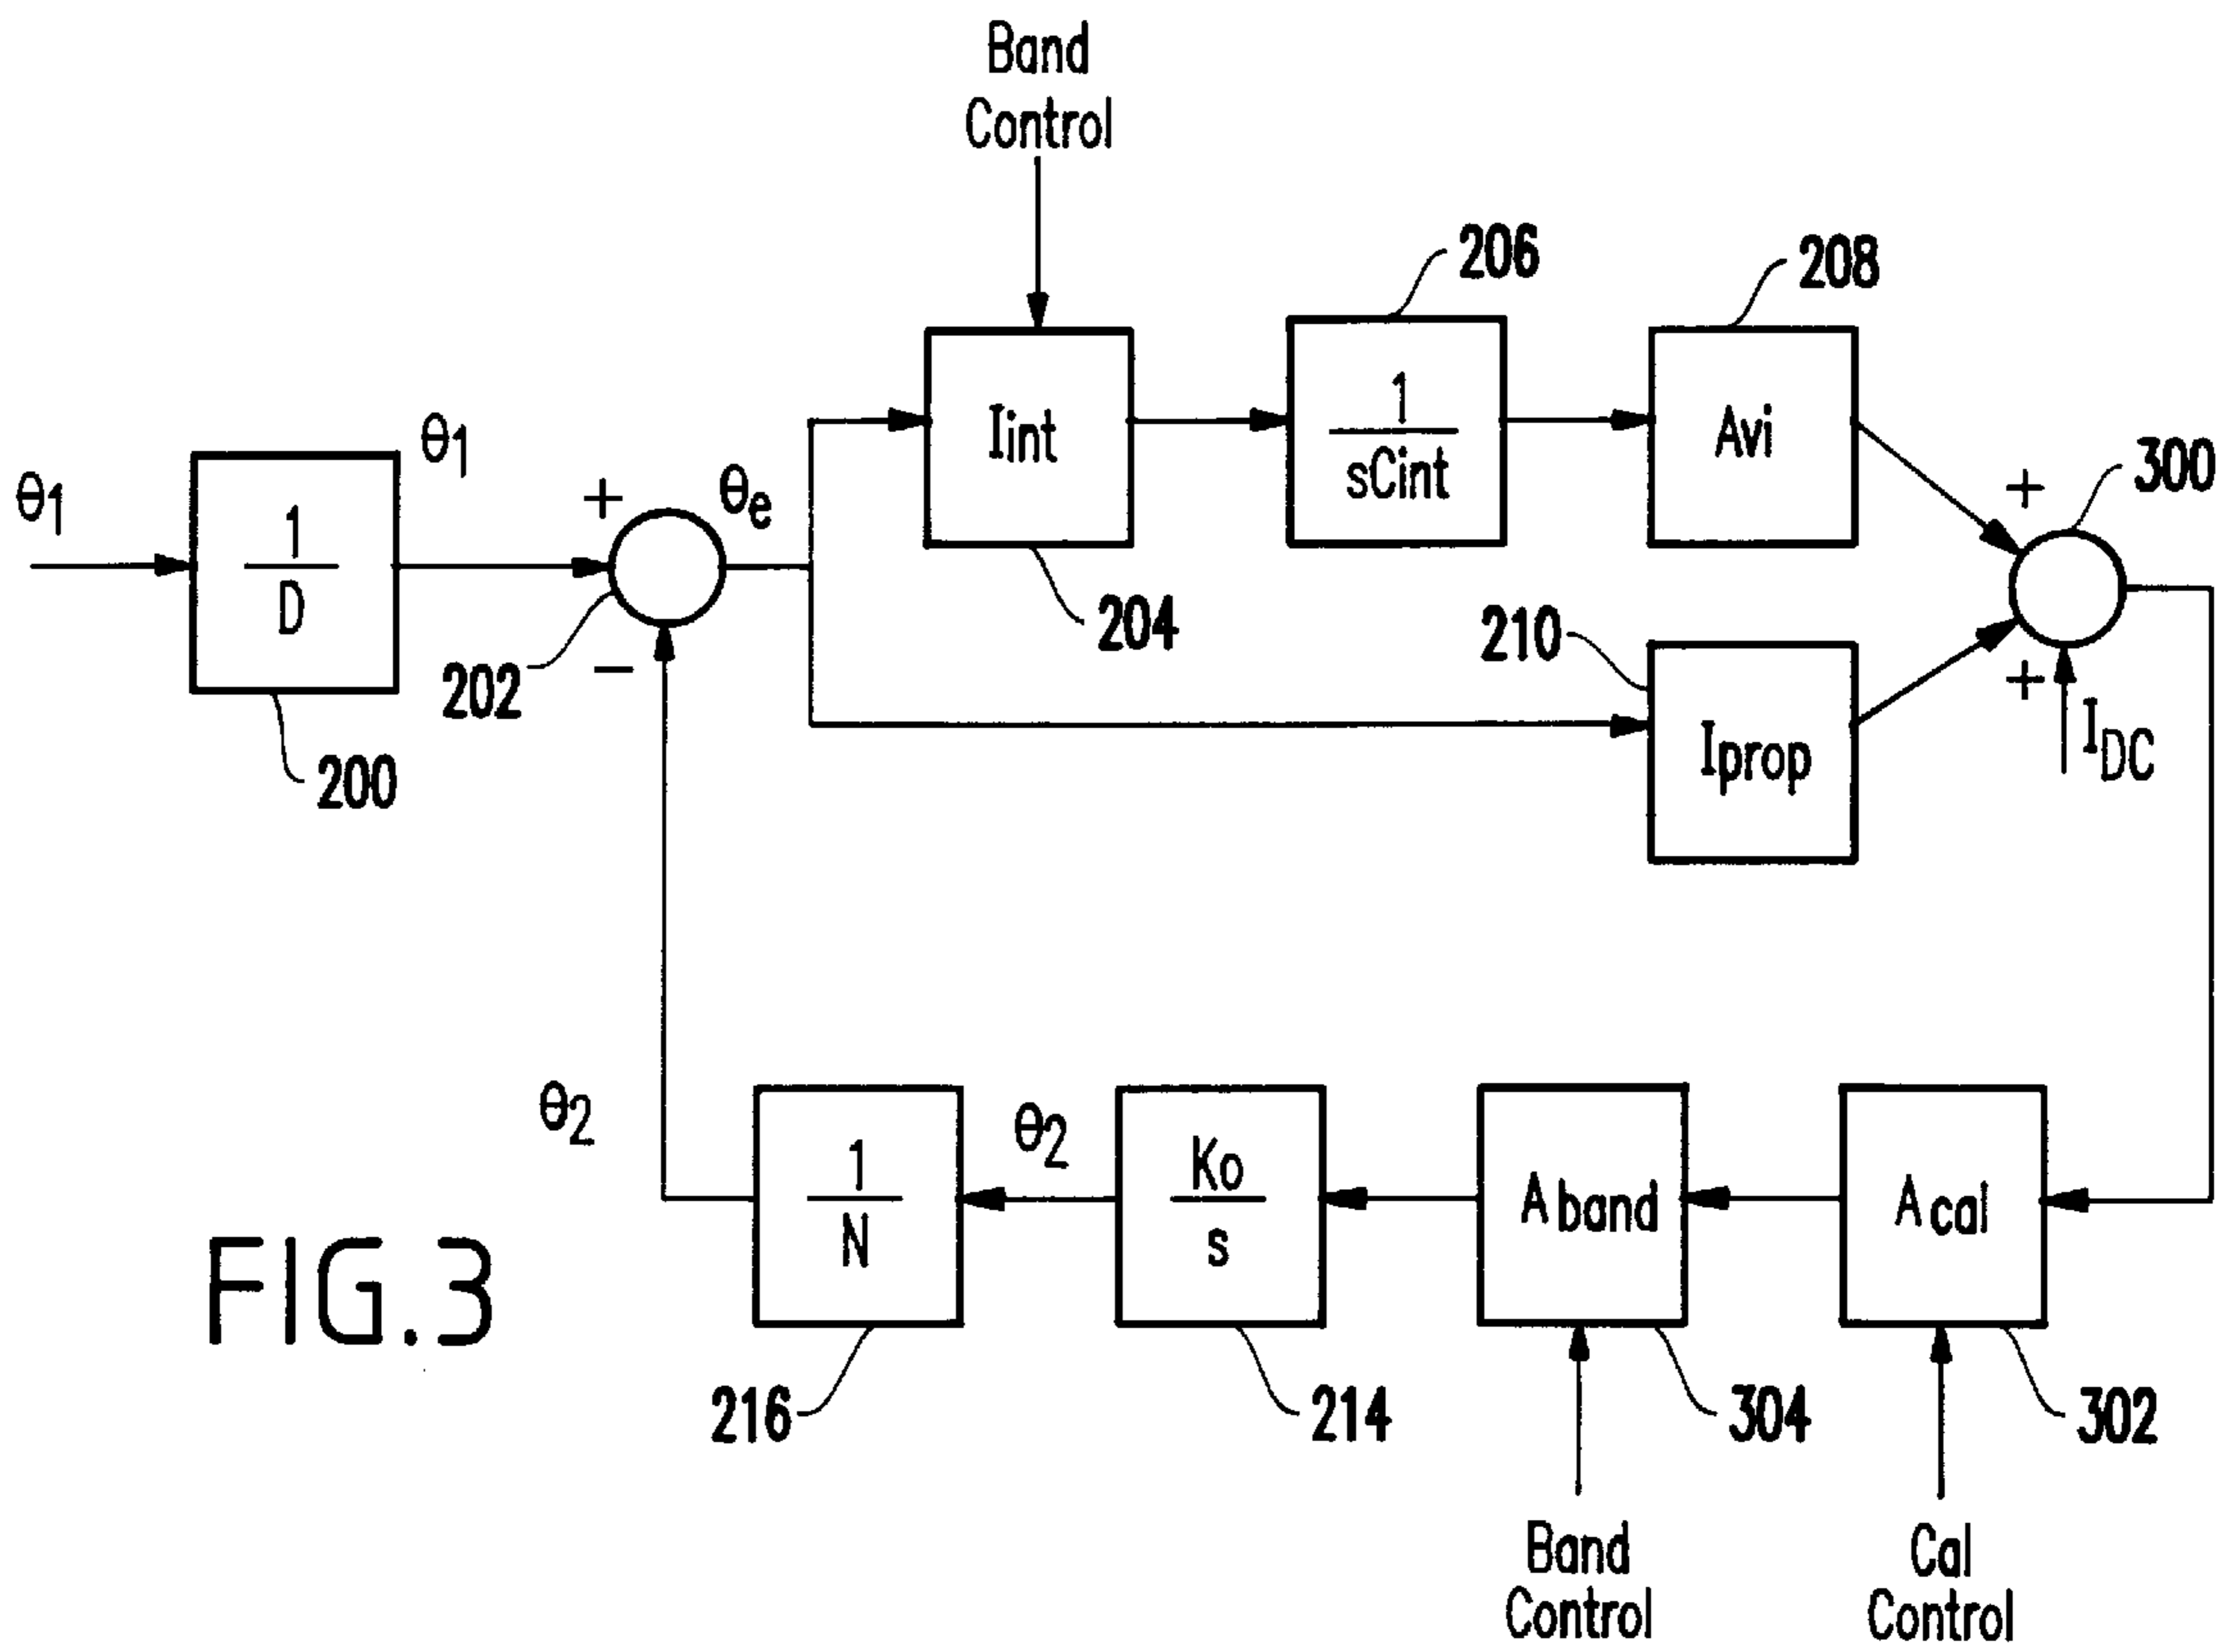 Band
Control
206
208
θ1
θ1
1
D
+
θe
Iint
1
sCint
Avi
+
300
200
202
−
204
210
Iprop
+
IDC
θ2
1
N
θ2
Ko
s
Aband
Acal
FIG.3
216
214
304
302
Band
Control
Cal
Control